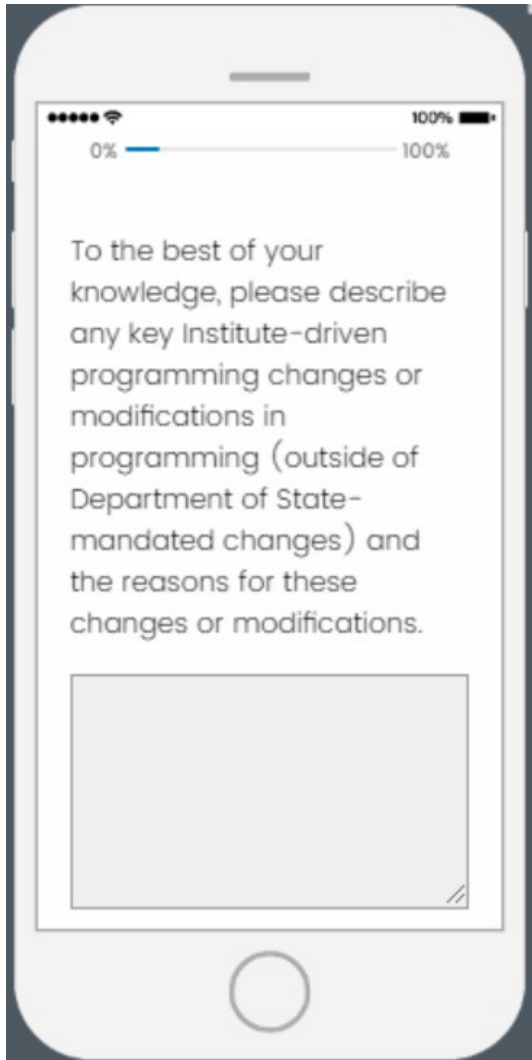 100%
0% 100%
To the best of your
knowledge, please describe
any key Institute-driven
programming changes or
modifications in
programming (outside of
Department of State-
mandated changes) and
the reasons for these
changes or modifications.